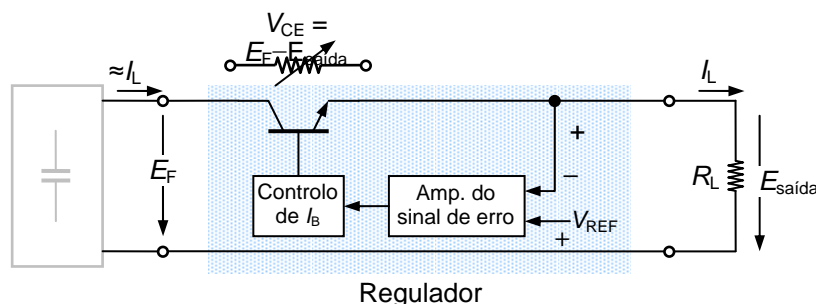 V_CE =
E_F–E_saída
≈I_L
I_L
+
–
E_F
Controlo
de I_B
Amp. do
sinal de erro
V_REF
+
R_L
E_saída
Regulador